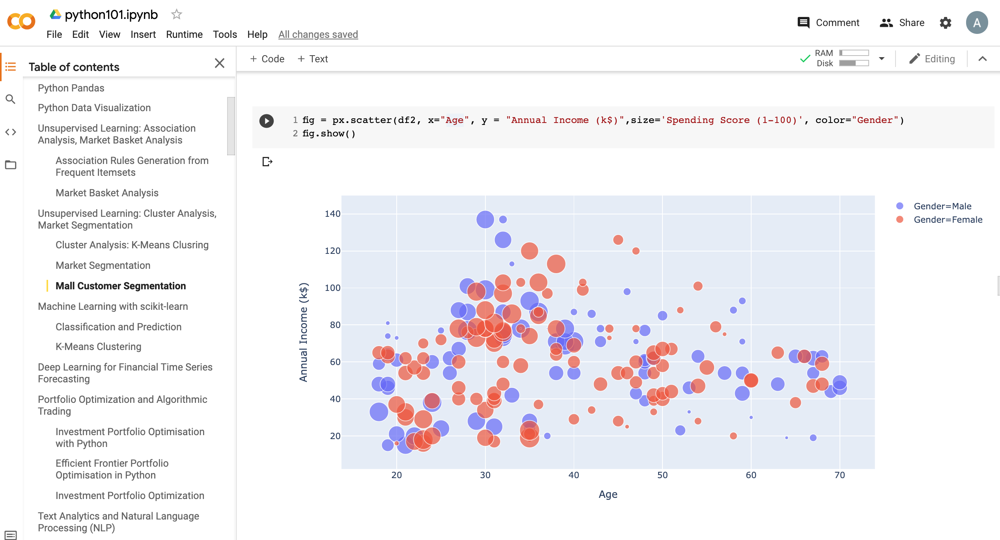 python101.ipynb
File Edit View Insert Runtime Tools Help All changes saved
Comment Share A
Table of contents
Python Pandas
Python Data Visualization
Unsupervised Learning: Association
Analysis, Market Basket Analysis
Association Rules Generation from
Frequent Itemsets
Market Basket Analysis
Unsupervised Learning: Cluster Analysis,
Market Segmentation
Cluster Analysis: K-Means Clusring
Market Segmentation
Mall Customer Segmentation
Machine Learning with scikit-learn
Classification and Prediction
K-Means Clustering
Deep Learning for Financial Time Series
Forecasting
Portfolio Optimization and Algorithmic
Trading
Investment Portfolio Optimisation
with Python
Efficient Frontier Portfolio
Optimisation in Python
Investment Portfolio Optimization
Text Analytics and Natural Language
Processing (NLP)
+ Code + Text
RAM
Disk
Editing
1 fig = px.scatter(df2, x="Age", y = "Annual Income (k$)",size='Spending Score (1-100)', color="Gender")
2 fig.show()
140
120
100
80
60
40
20
Annual Income (k$)
20 30 40 50 60 70
Age
Gender=Male
Gender=Female